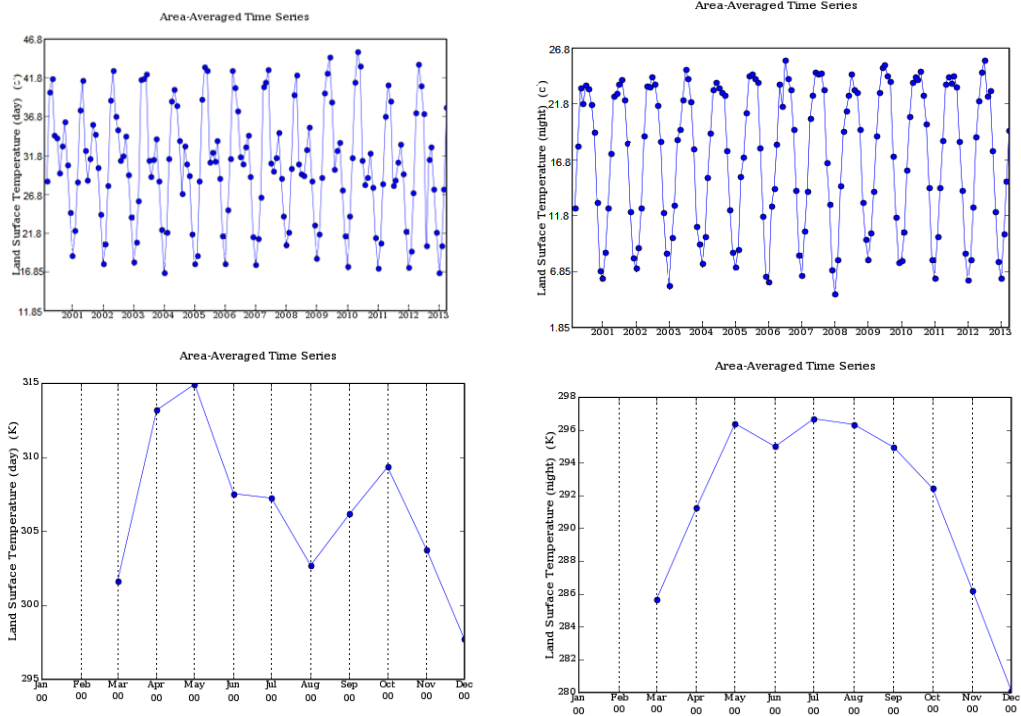 Area-Averaged Time Series
Land Surface Temperature (day) (c°)
46.8
41.8
36.8
31.8
26.8
21.8
16.85
11.85
2001 2002 2003 2004 2005 2006 2007 2008 2009 2010 2011 2012 2013
Area-Averaged Time Series
Land Surface Temperature (night) (c°)
26.8
21.8
16.8
11.8
6.85
1.85
2001 2002 2003 2004 2005 2006 2007 2008 2009 2010 2011 2012 2013
Area-Averaged Time Series
Land Surface Temperature (day) (K)
315
310
305
300
295
Jan Feb Mar Apr May Jun Jul Aug Sep Oct Nov Dec
00 00 00 00 00 00 00 00 00 00 00 00
Area-Averaged Time Series
Land Surface Temperature (night) (K)
298
296
294
292
290
288
286
284
282
280
Jan Feb Mar Apr May Jun Jul Aug Sep Oct Nov Dec
00 00 00 00 00 00 00 00 00 00 00 00